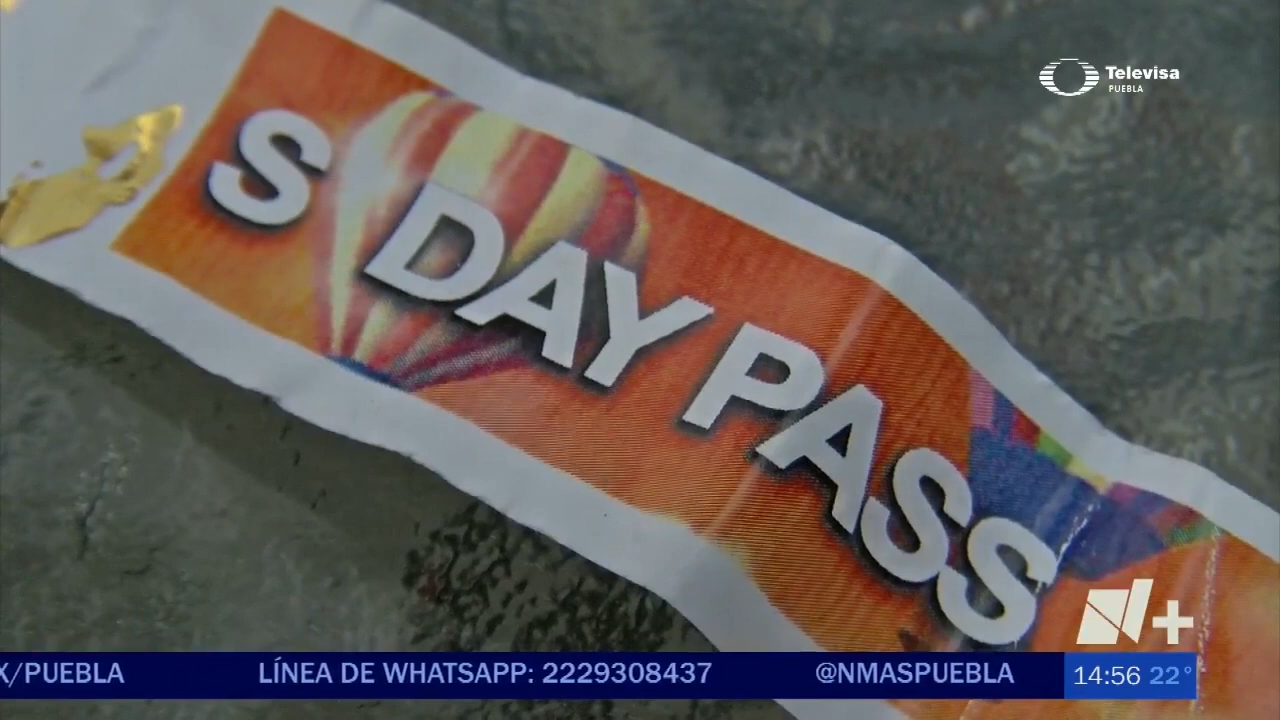 Televisa
PUEBLA
S DAY PASS
N+
X/PUEBLA LÍNEA DE WHATSAPP: 2229308437 @NMASPUEBLA 14:56 22°